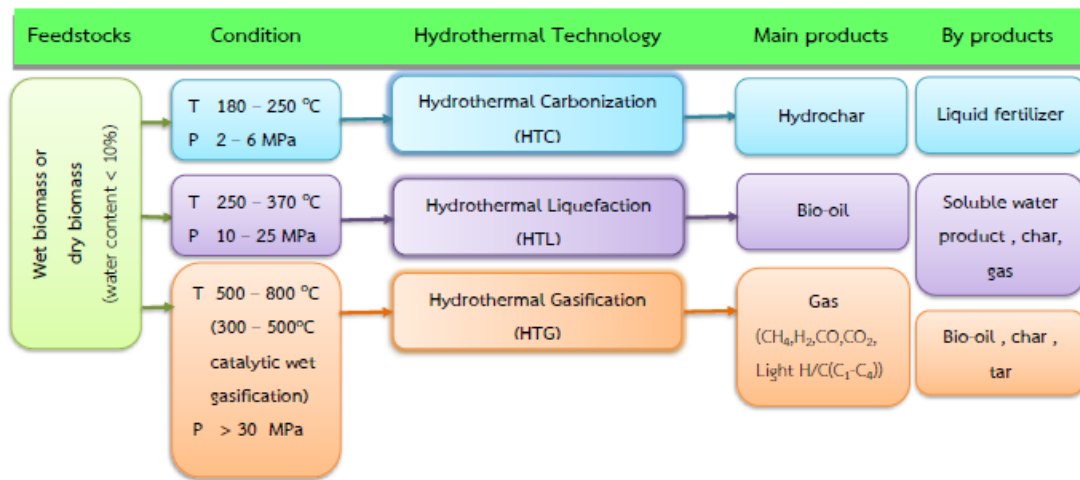 Feedstocks
Condition
Hydrothermal Technology
Main products
By products
Wet biomass or
dry biomass
(water content < 10%)
T 180 – 250 °C
P 2 – 6 MPa
Hydrothermal Carbonization
(HTC)
Hydrochar
Liquid fertilizer
T 250 – 370 °C
P 10 – 25 MPa
Hydrothermal Liquefaction
(HTL)
Bio-oil
Soluble water
product , char,
gas
T 500 – 800 °C
(300 – 500°C
catalytic wet
gasification)
P > 30 MPa
Hydrothermal Gasification
(HTG)
Gas
(CH₄,H₂,CO,CO₂,
Light H/C(C₁-C₄))
Bio-oil , char ,
tar